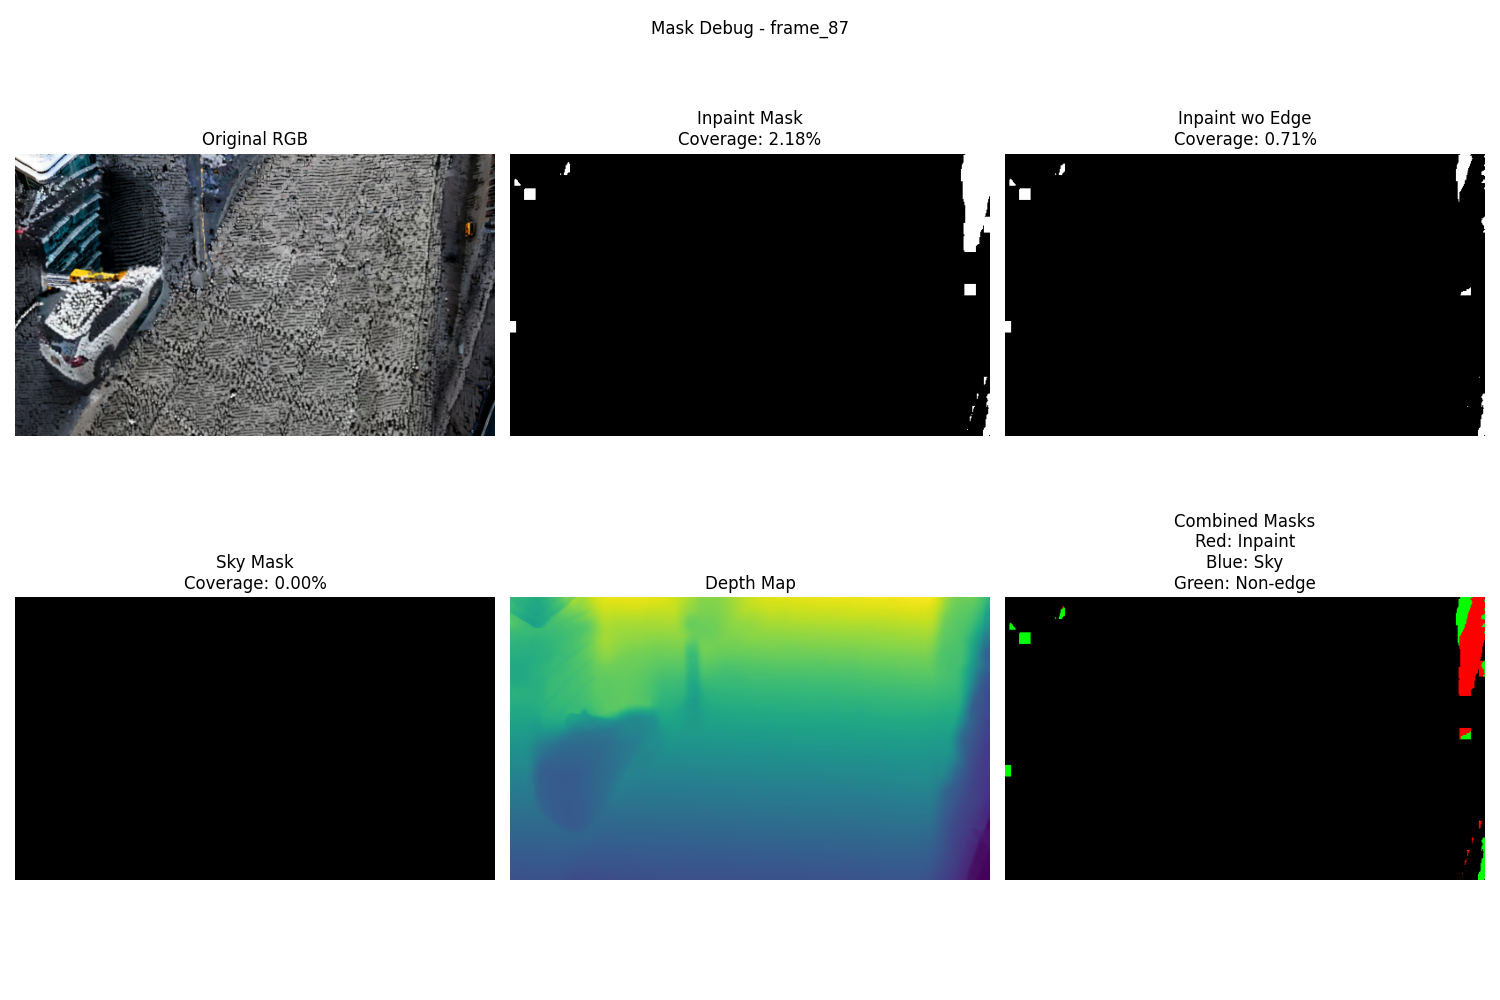 Mask Debug - frame_87
Original RGB
Inpaint Mask
Coverage: 2.18%
Inpaint wo Edge
Coverage: 0.71%
Sky Mask
Coverage: 0.00%
Depth Map
Combined Masks
Red: Inpaint
Blue: Sky
Green: Non-edge